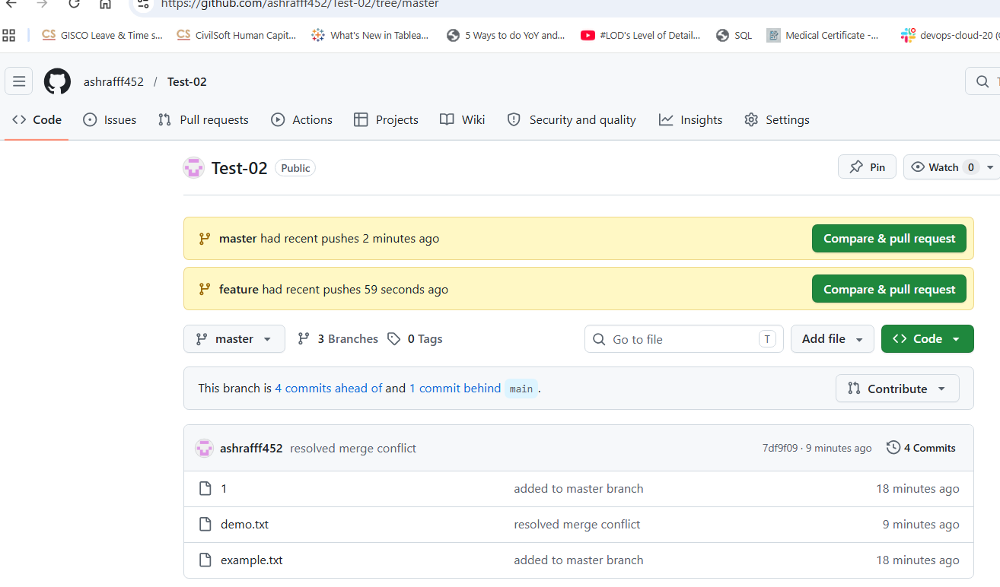 https://github.com/ashrafff452/Test-02/tree/master
GISCO Leave & Time s... CivilSoft Human Capit... What's New in Tablea... 5 Ways to do YoY and... #LOD's Level of Detail... SQL Medical Certificate -... devops-cloud-20 (
ashrafff452 / Test-02
Code Issues Pull requests Actions Projects Wiki Security and quality Insights Settings
Test-02 Public Pin Watch 0
master had recent pushes 2 minutes ago Compare & pull request
feature had recent pushes 59 seconds ago Compare & pull request
master 3 Branches 0 Tags Go to file T Add file Code
This branch is 4 commits ahead of and 1 commit behind main . Contribute
ashrafff452 resolved merge conflict 7df9f09 · 9 minutes ago 4 Commits
1 added to master branch 18 minutes ago
demo.txt resolved merge conflict 9 minutes ago
example.txt added to master branch 18 minutes ago